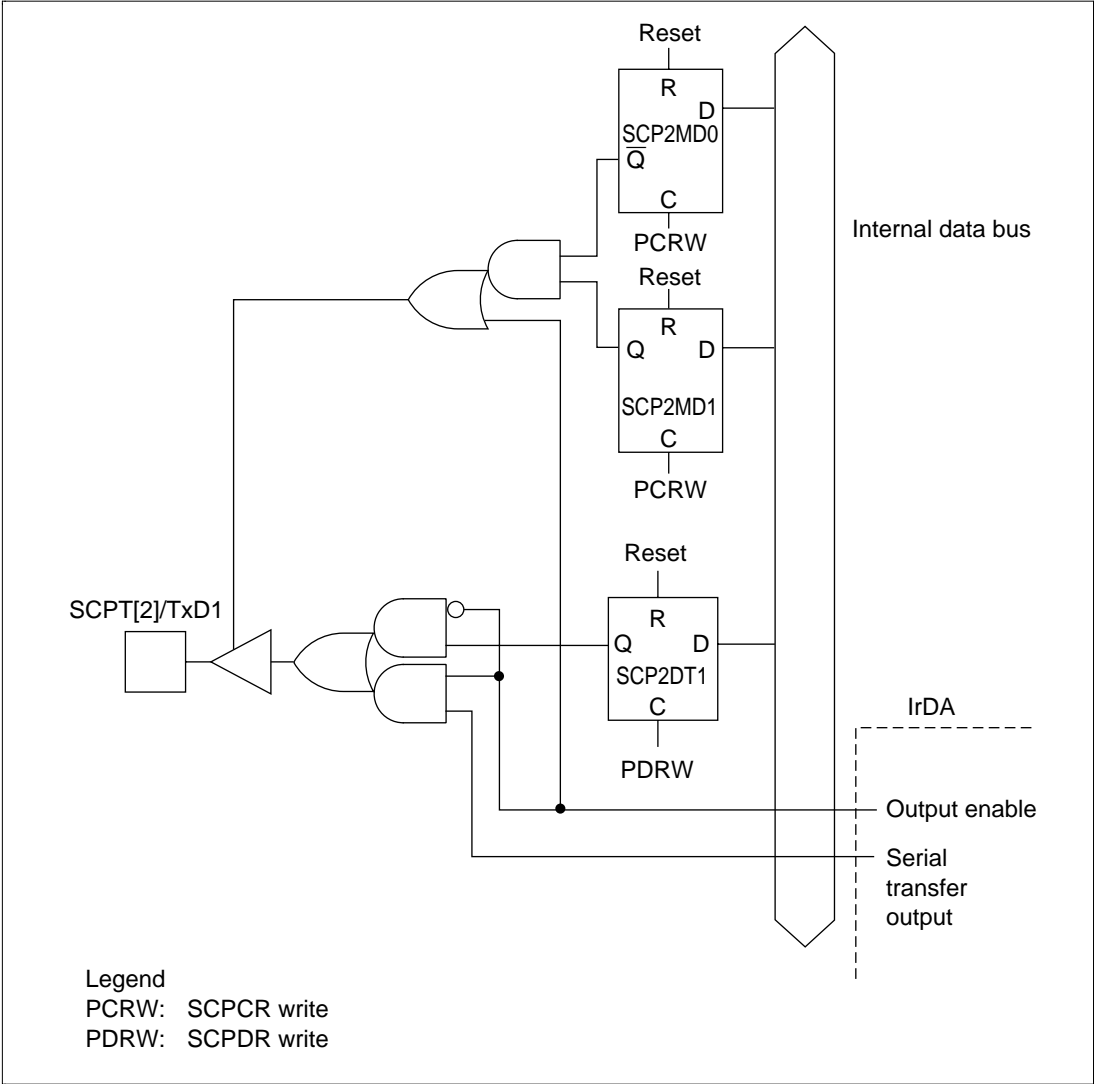 Reset
R
D
SCP2MD0
Q
C
PCRW
Internal data bus
Reset
R
Q D
SCP2MD1
C
PCRW
Reset
SCPT[2]/TxD1
R
Q D
SCP2DT1
C
IrDA
PDRW
Output enable
Serial
transfer
output
Legend
PCRW: SCPCR write
PDRW: SCPDR write